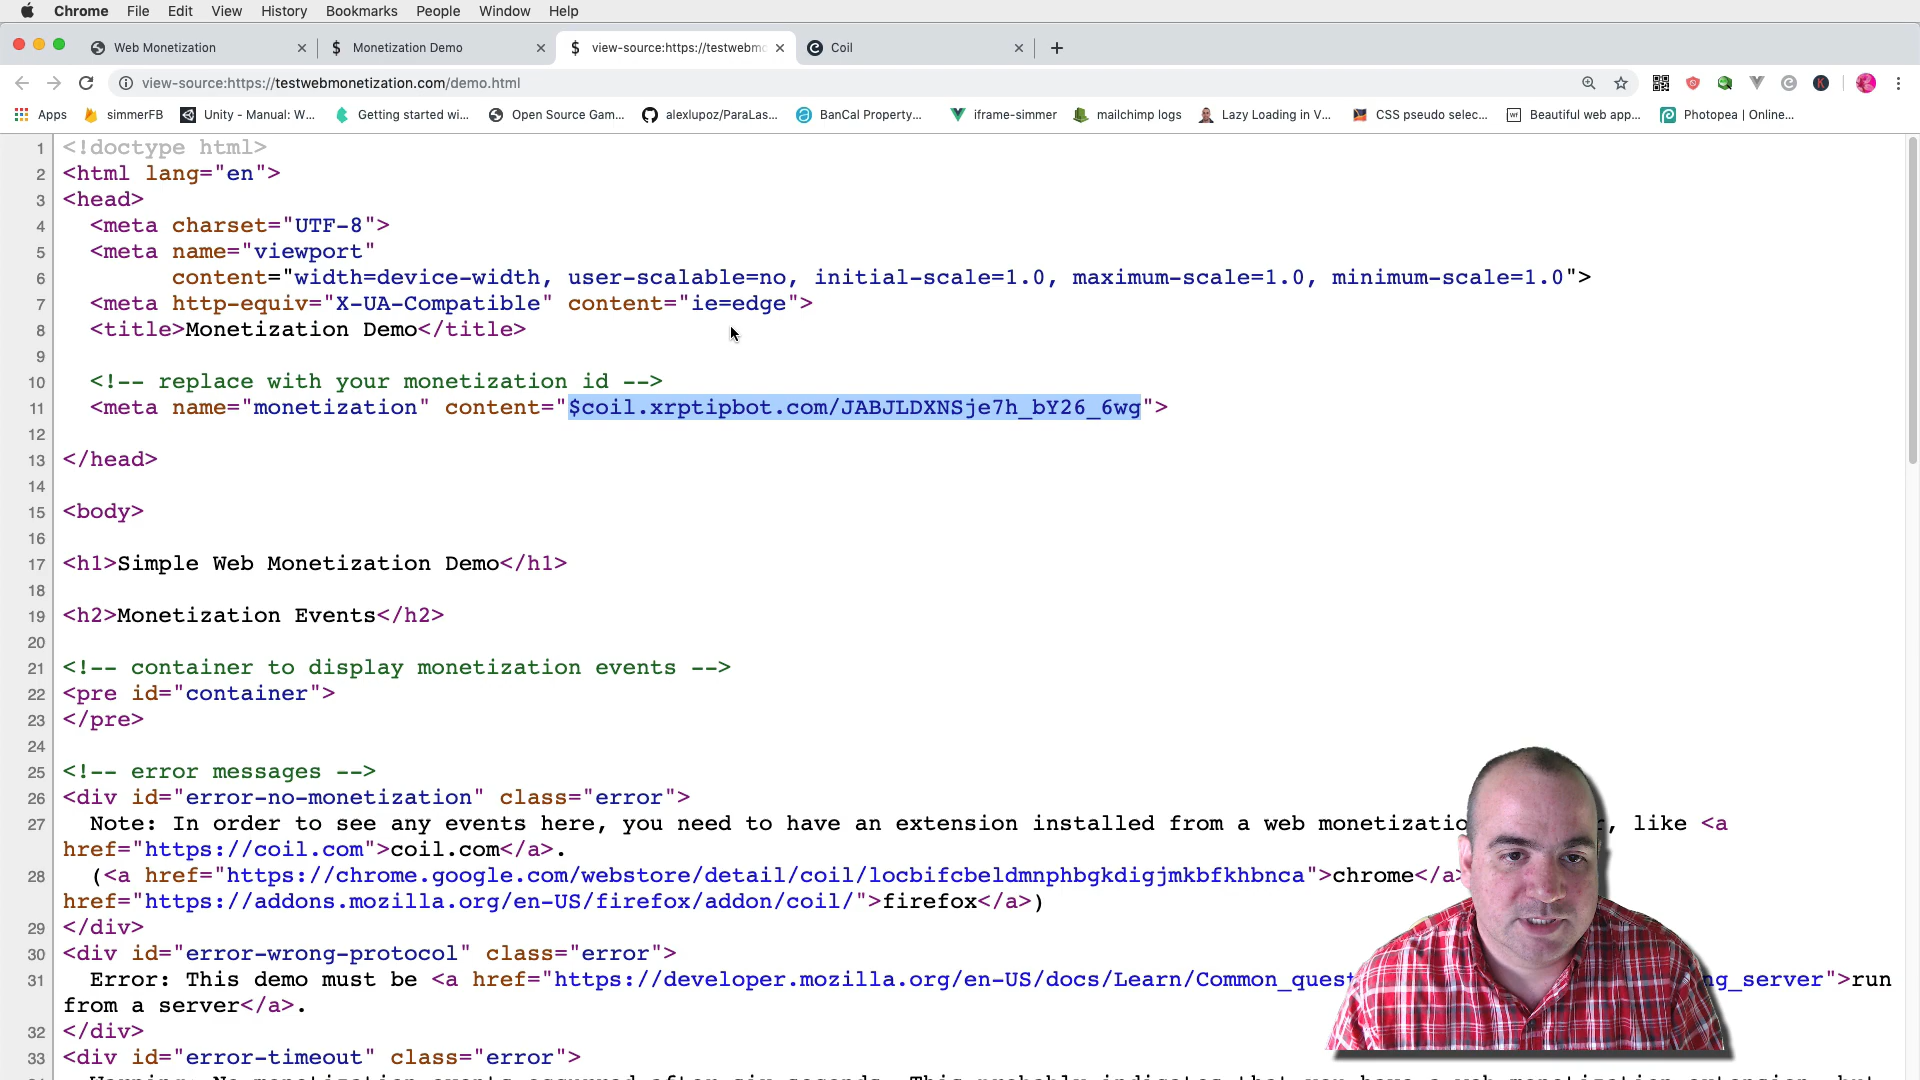 Chrome File Edit View History Bookmarks People Window Help
Web Monetization Monetization Demo view-source:https://testwebmo Coil
view-source:https://testwebmonetization.com/demo.html
Apps simmerFB Unity - Manual: W... Getting started wi... Open Source Gam... alexlupoz/ParaLas... BanCal Property... iframe-simmer mailchimp logs Lazy Loading in V... CSS pseudo selec... Beautiful web app... Photopea | Online...
1 <!doctype html>
2 <html lang="en">
3 <head>
4 <meta charset="UTF-8">
5 <meta name="viewport"
6 content="width=device-width, user-scalable=no, initial-scale=1.0, maximum-scale=1.0, minimum-scale=1.0">
7 <meta http-equiv="X-UA-Compatible" content="ie=edge">
8 <title>Monetization Demo</title>
9
10 <!-- replace with your monetization id -->
11 <meta name="monetization" content="$coil.xrptipbot.com/JABJLDXNSje7h_bY26_6wg">
12
13 </head>
14
15 <body>
16
17 <h1>Simple Web Monetization Demo</h1>
18
19 <h2>Monetization Events</h2>
20
21 <!-- container to display monetization events -->
22 <pre id="container">
23 </pre>
24
25 <!-- error messages -->
26 <div id="error-no-monetization" class="error">
27 Note: In order to see any events here, you need to have an extension installed from a web monetizatio r, like <a
href="https://coil.com">coil.com</a>.
28 (<a href="https://chrome.google.com/webstore/detail/coil/locbifcbeldmnphbgkdigjmkbfkhbnca">chrome</a>
href="https://addons.mozilla.org/en-US/firefox/addon/coil/">firefox</a>)
29 </div>
30 <div id="error-wrong-protocol" class="error">
31 Error: This demo must be <a href="https://developer.mozilla.org/en-US/docs/Learn/Common_quest ng_server">run
from a server</a>.
32 </div>
33 <div id="error-timeout" class="error">